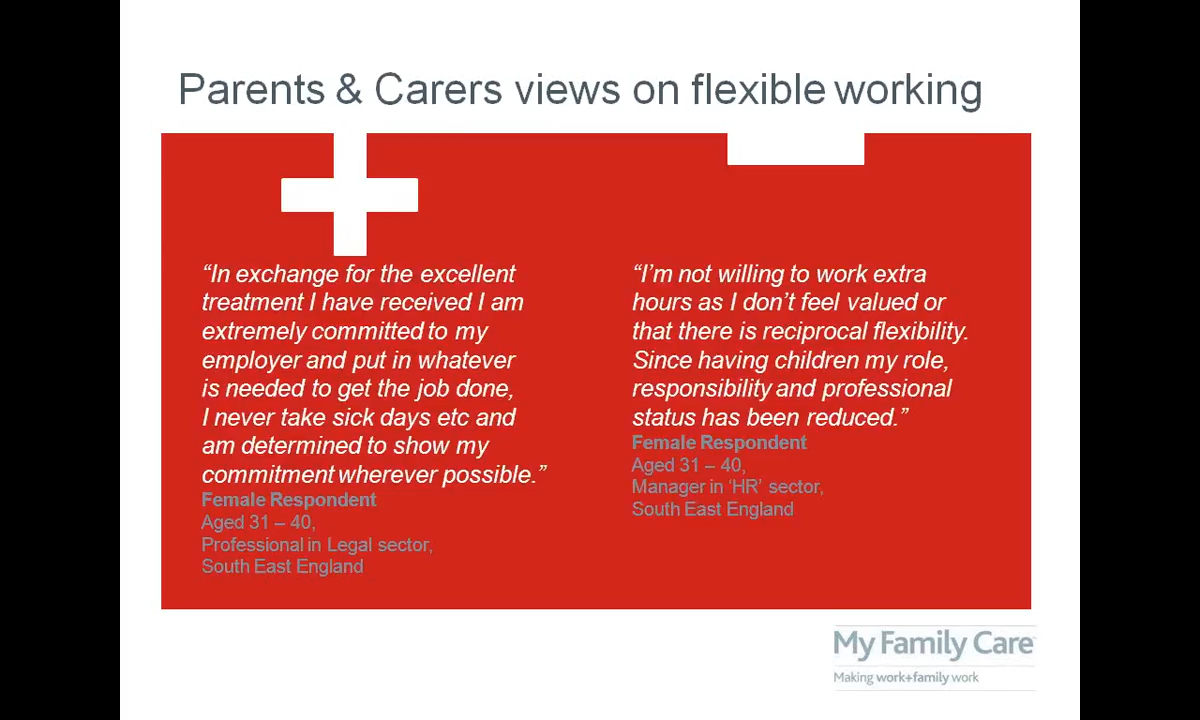 Parents & Carers views on flexible working
“In exchange for the excellent
treatment I have received I am
extremely committed to my
employer and put in whatever
is needed to get the job done,
I never take sick days etc and
am determined to show my
commitment wherever possible.”
Female Respondent
Aged 31 – 40,
Professional in Legal sector,
South East England
“I’m not willing to work extra
hours as I don’t feel valued or
that there is reciprocal flexibility.
Since having children my role,
responsibility and professional
status has been reduced.”
Female Respondent
Aged 31 – 40,
Manager in ‘HR’ sector,
South East England
My Family Care
Making work+family work